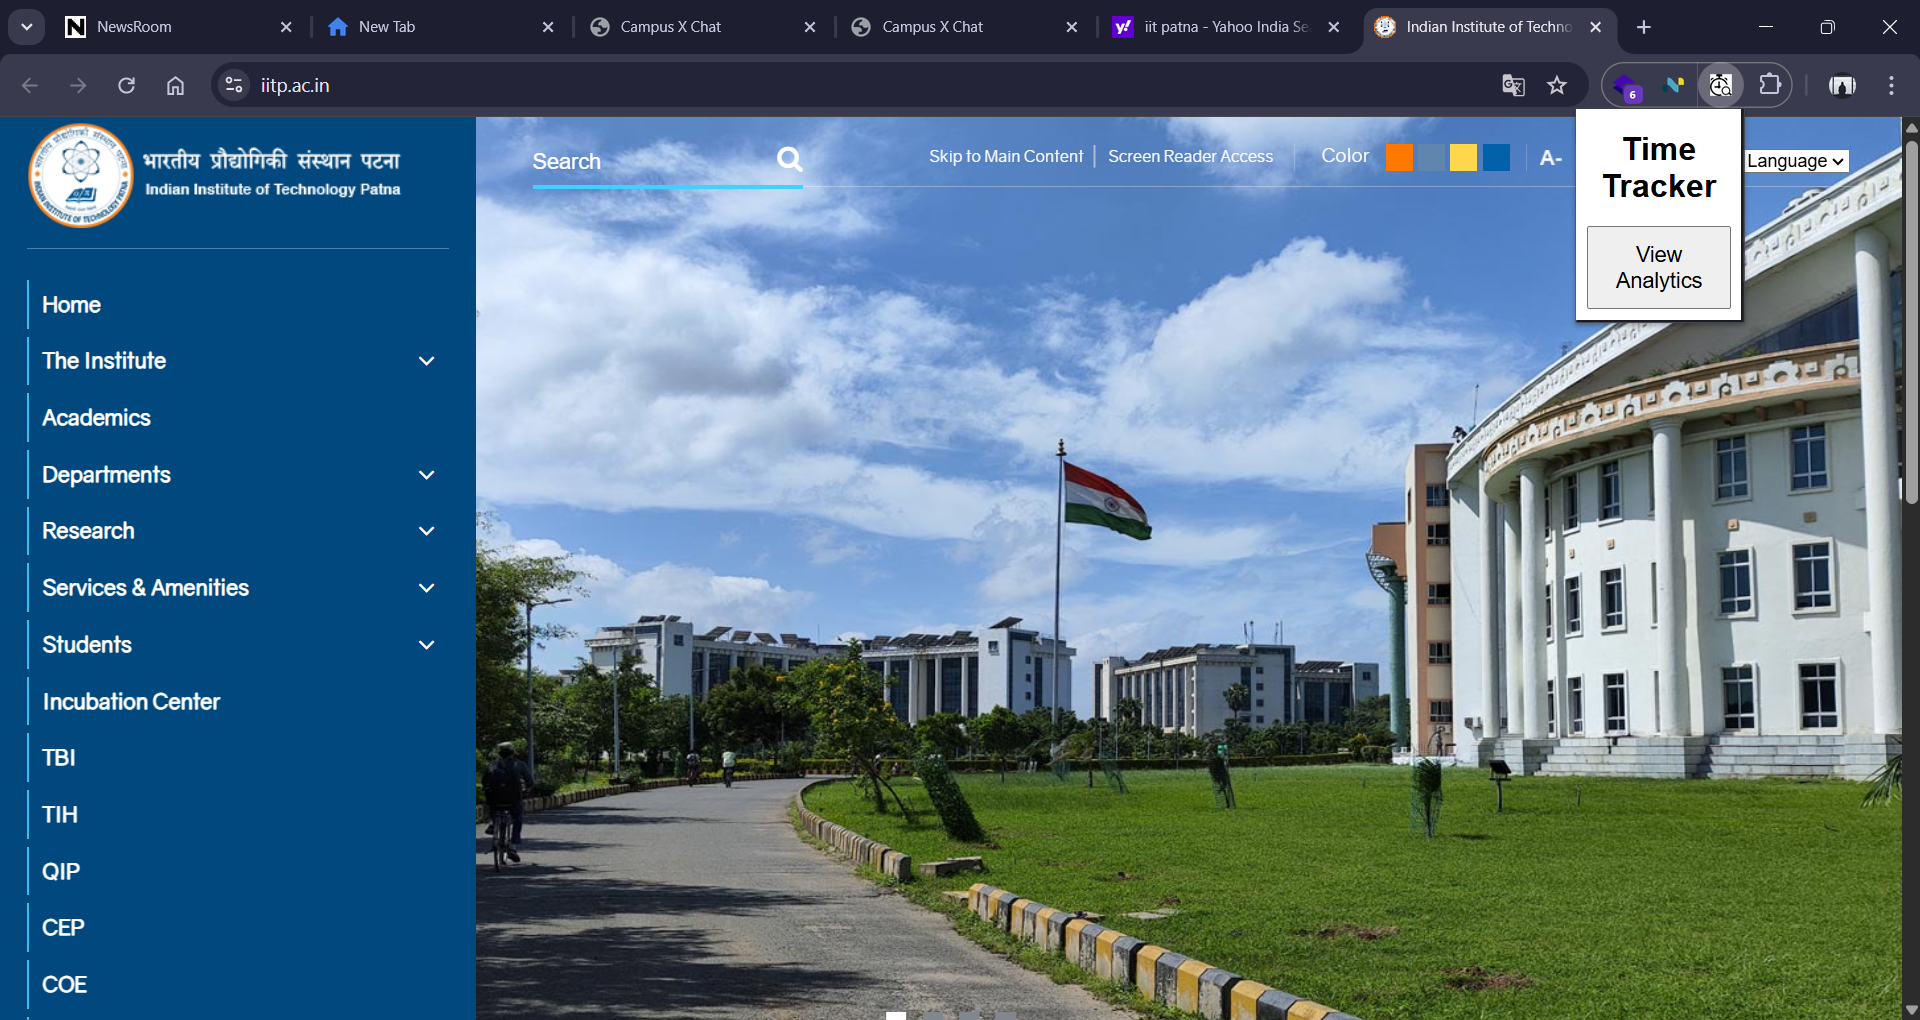 NewsRoom
New Tab
Campus X Chat
Campus X Chat
iit patna - Yahoo India Se
Indian Institute of Techno
iitp.ac.in
6
भारतीय प्रौद्योगिकी संस्थान पटना
Indian Institute of Technology Patna
Search
Skip to Main Content
Screen Reader Access
Color
A-
Language
Time
Tracker
View
Analytics
Home
The Institute
Academics
Departments
Research
Services & Amenities
Students
Incubation Center
TBI
TIH
QIP
CEP
COE